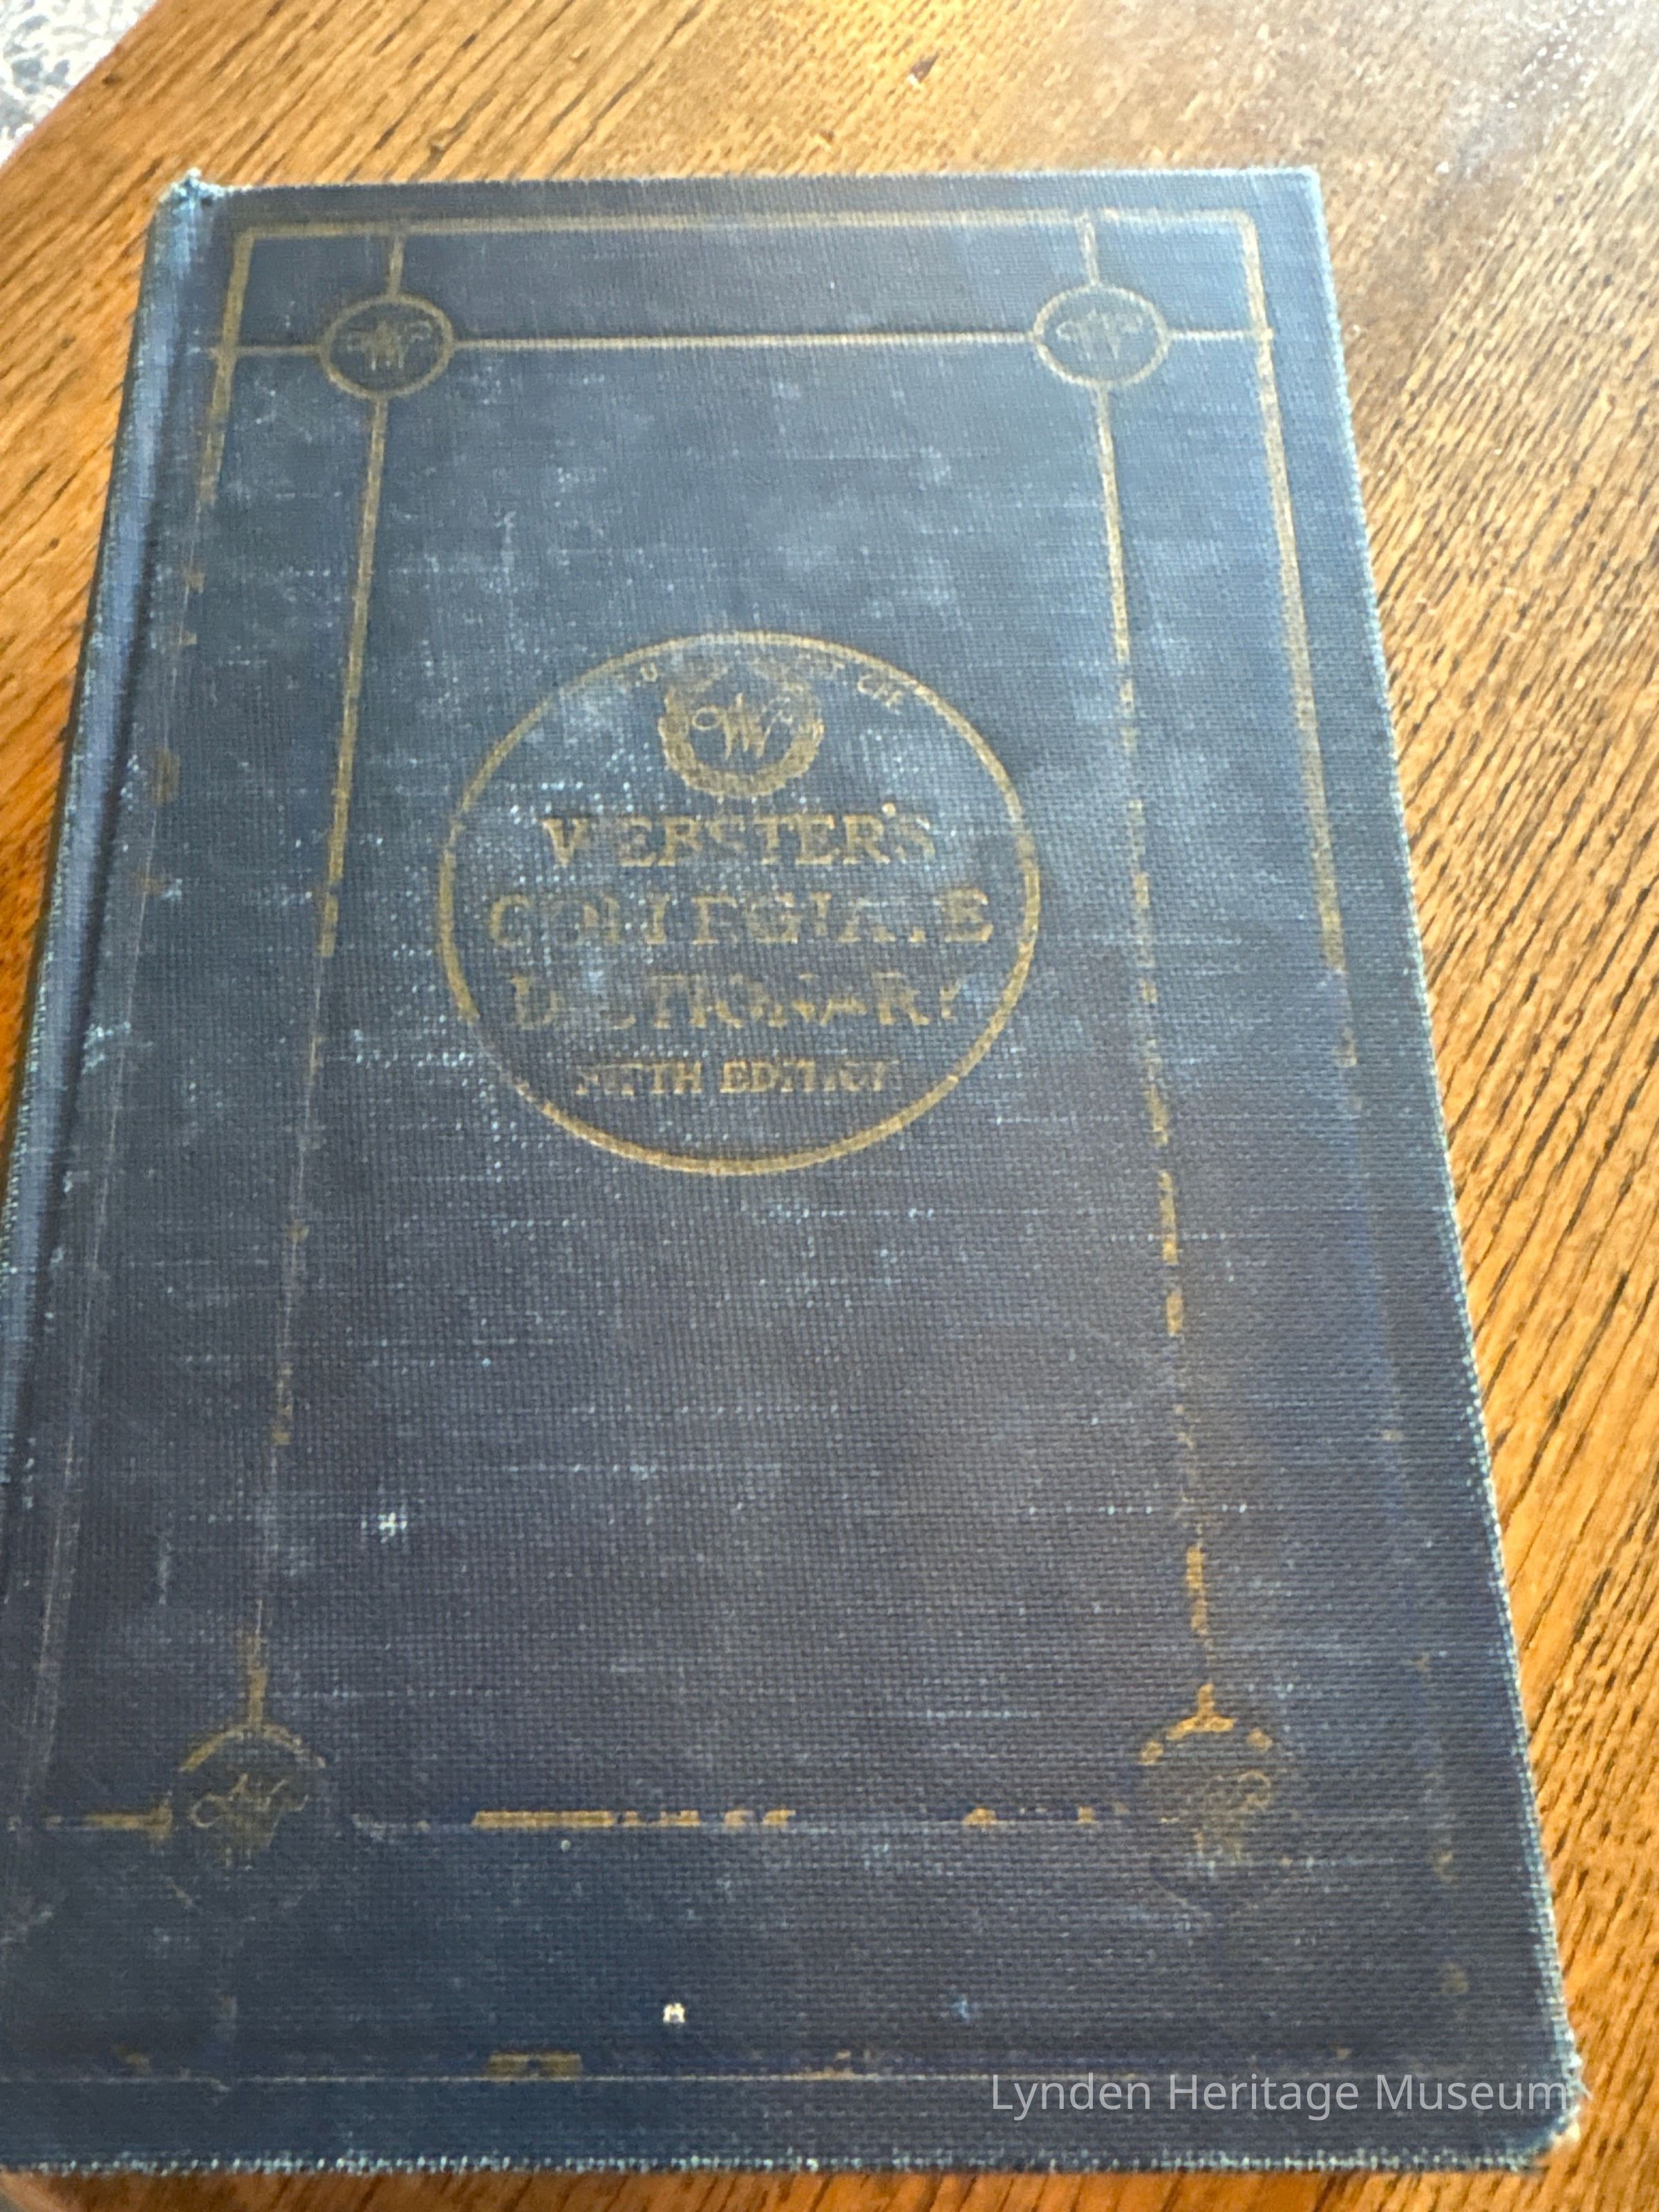 W
W
W
WEBSTER'S
COLLEGIATE
DICTIONARY
FIFTH EDITION
W
Lynden Heritage Museum